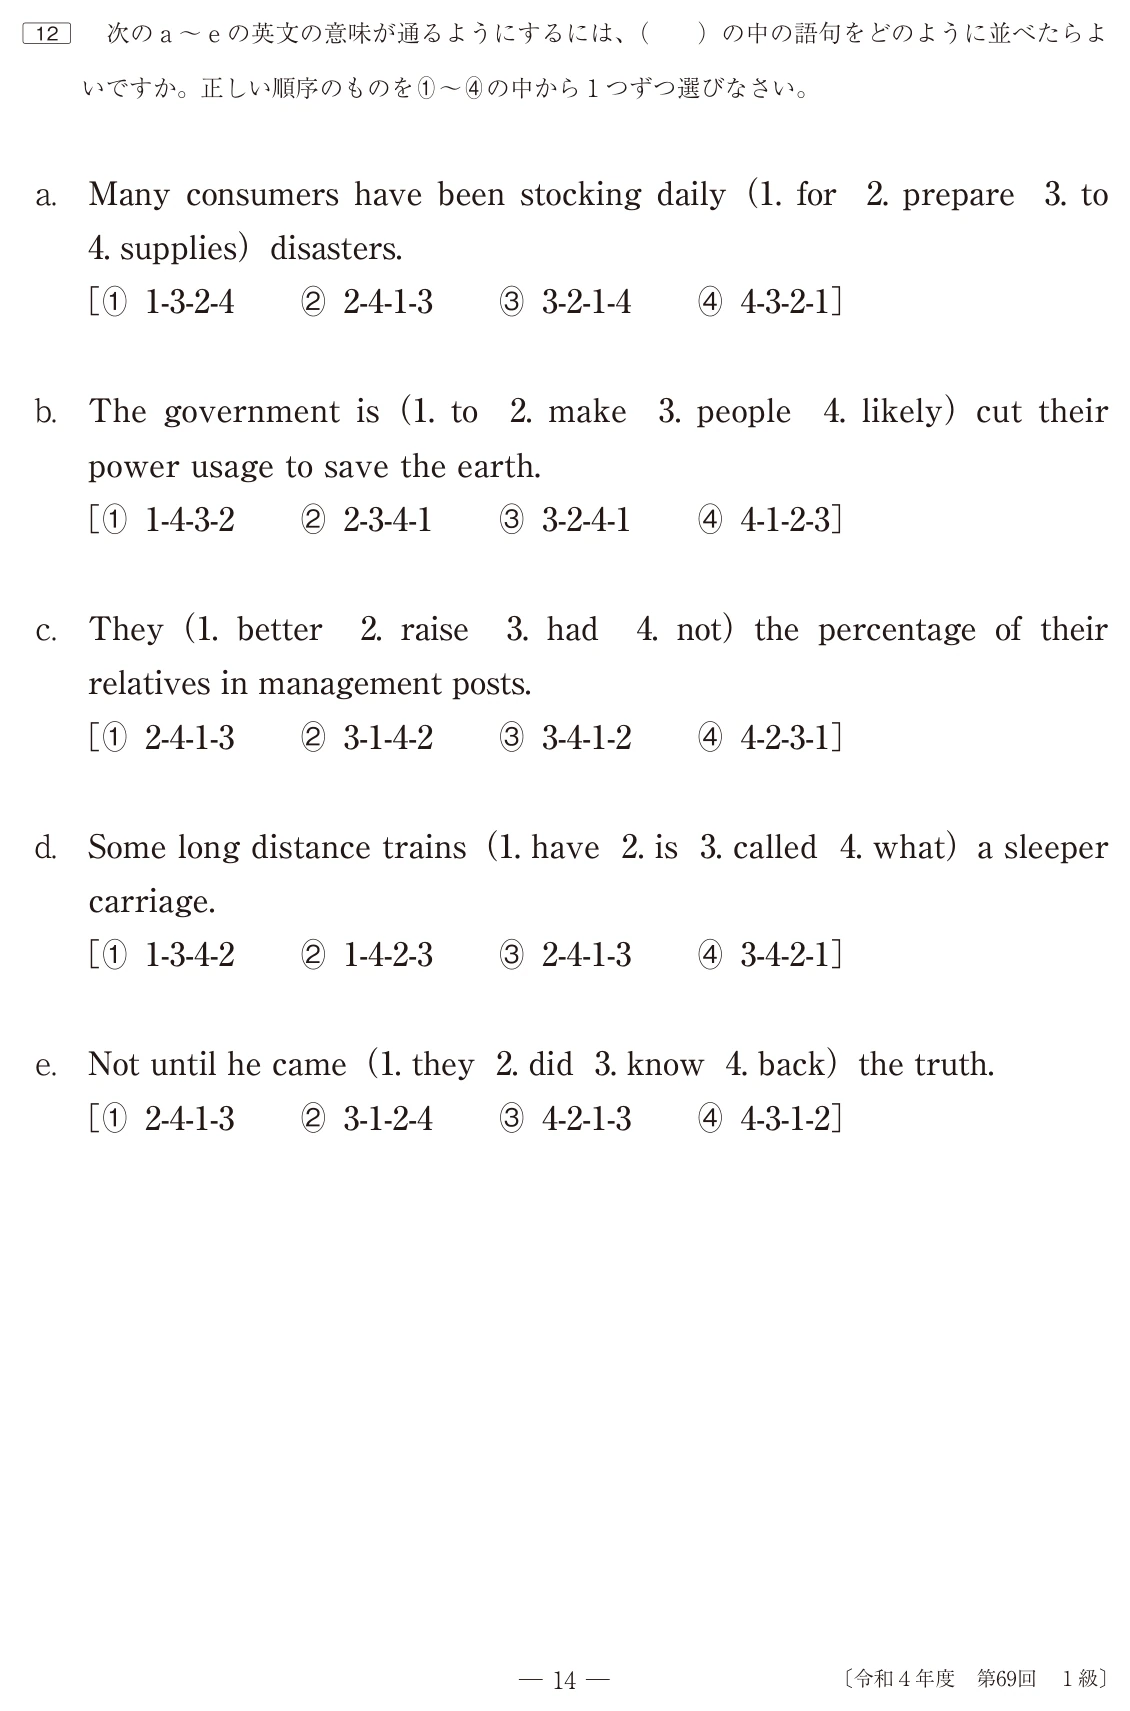 12 次のa～eの英文の意味が通るようにするには、（　　）の中の語句をどのように並べたらよ
いですか。正しい順序のものを①～④の中から１つずつ選びなさい。
a. Many consumers have been stocking daily (1. for 2. prepare 3. to
4. supplies) disasters.
[① 1-3-2-4 ② 2-4-1-3 ③ 3-2-1-4 ④ 4-3-2-1]
b. The government is (1. to 2. make 3. people 4. likely) cut their
power usage to save the earth.
[① 1-4-3-2 ② 2-3-4-1 ③ 3-2-4-1 ④ 4-1-2-3]
c. They (1. better 2. raise 3. had 4. not) the percentage of their
relatives in management posts.
[① 2-4-1-3 ② 3-1-4-2 ③ 3-4-1-2 ④ 4-2-3-1]
d. Some long distance trains (1. have 2. is 3. called 4. what) a sleeper
carriage.
[① 1-3-4-2 ② 1-4-2-3 ③ 2-4-1-3 ④ 3-4-2-1]
e. Not until he came (1. they 2. did 3. know 4. back) the truth.
[① 2-4-1-3 ② 3-1-2-4 ③ 4-2-1-3 ④ 4-3-1-2]
― 14 ― 〔令和４年度　第69回　１級〕